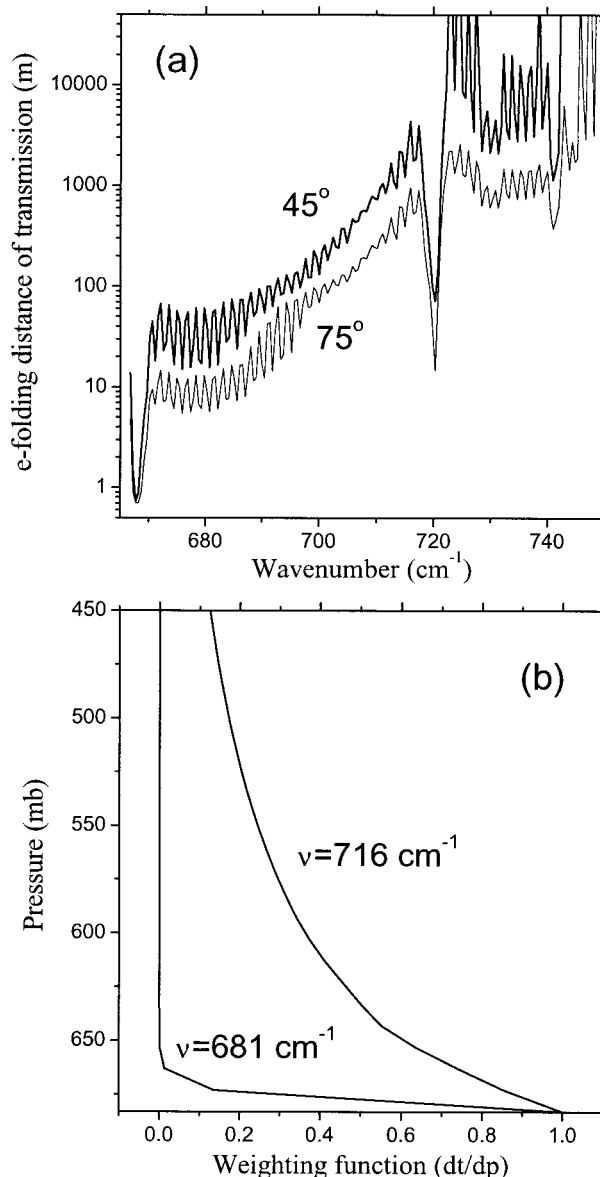 (a)
e-folding distance of transmission (m)
10000
1000
100
10
1
45°
75°
680
700
720
740
Wavenumber (cm⁻¹)
(b)
Pressure (mb)
450
500
550
600
650
ν=716 cm⁻¹
ν=681 cm⁻¹
0.0
0.2
0.4
0.6
0.8
1.0
Weighting function (dt/dp)